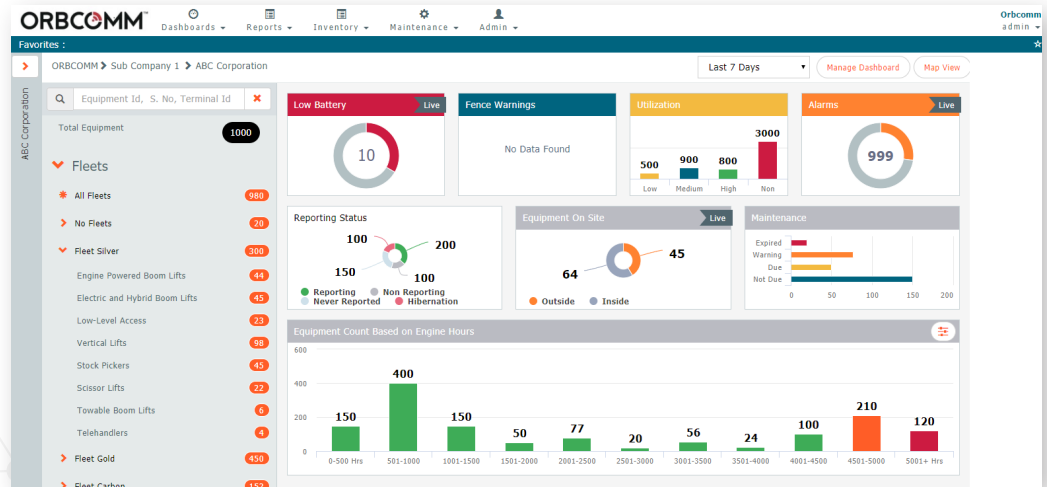 ORBCOMM™
Dashboards
Reports
Inventory
Maintenance
Admin
Orbcomm
admin
Favorites :
ORBCOMM > Sub Company 1 > ABC Corporation
Last 7 Days
Manage Dashboard
Map View
ABC Corporation
Equipment Id, S. No, Terminal Id
Total Equipment 1000
Fleets
All Fleets 980
No Fleets 20
Fleet Silver 300
Engine Powered Boom Lifts 44
Electric and Hybrid Boom Lifts 45
Low-Level Access 23
Vertical Lifts 98
Stock Pickers 45
Scissor Lifts 22
Towable Boom Lifts 6
Telehandlers 4
Fleet Gold 450
Fleet Carbon 152
Low Battery Live
10
Fence Warnings
No Data Found
Utilization
3000
500 900 800
Low Medium High Non
Alarms Live
999
Reporting Status
100 200
150 100
Reporting Non Reporting
Never Reported Hibernation
Equipment On Site Live
45
64
Outside Inside
Maintenance
Expired
Warning
Due
Not Due
0 50 100 150 200
Equipment Count Based on Engine Hours
600
400
200
0
150 400 150 50 77 20 56 24 100 210 120
0-500 Hrs 501-1000 1001-1500 1501-2000 2001-2500 2501-3000 3001-3500 3501-4000 4001-4500 4501-5000 5001+ Hrs